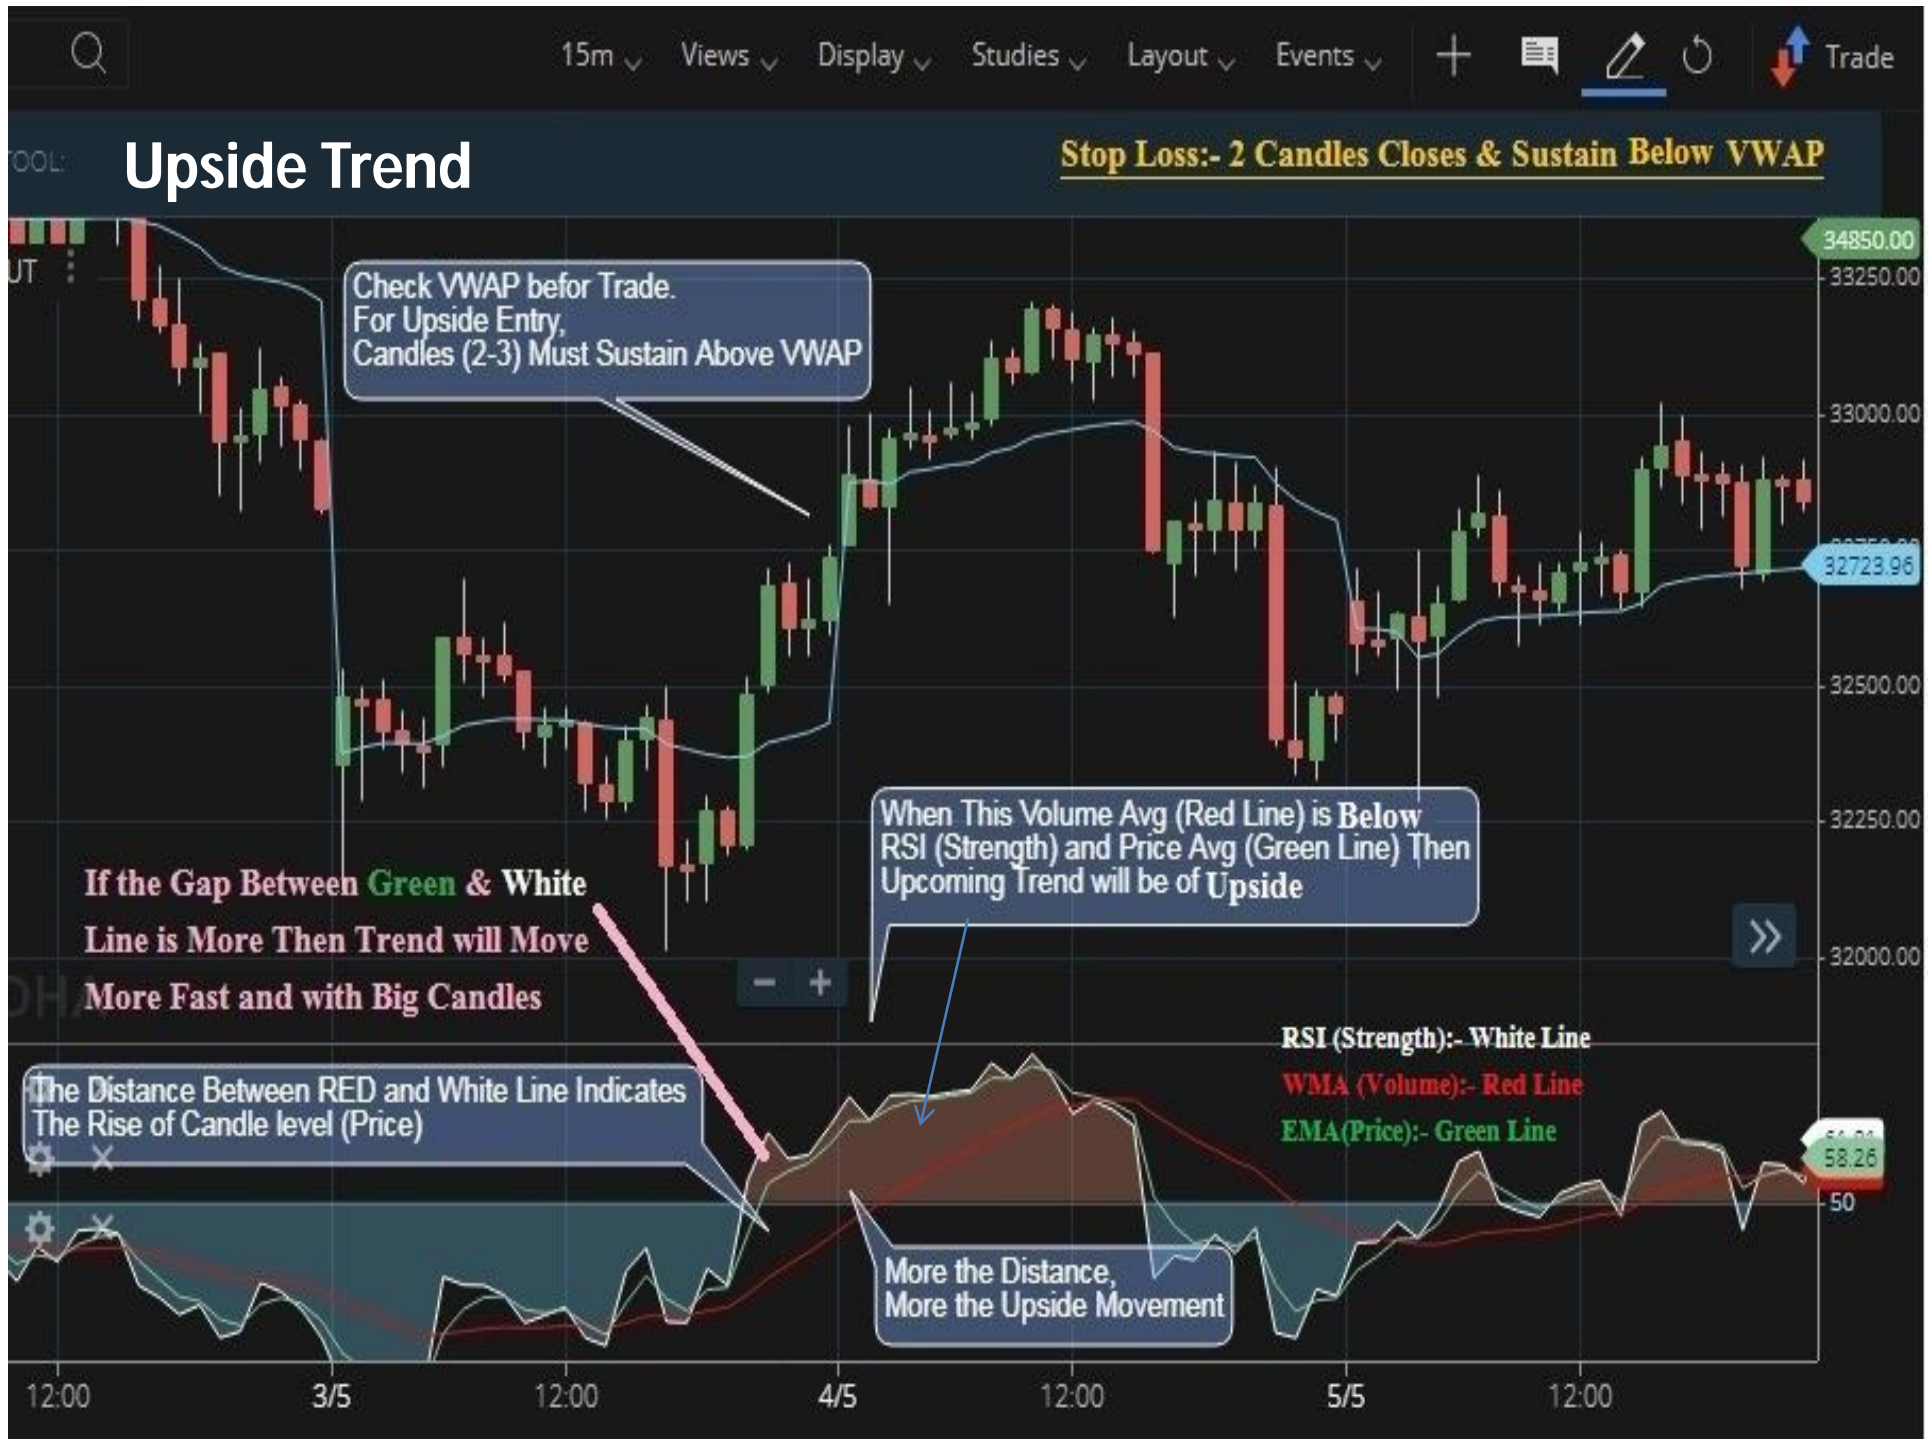 15m Views Display Studies Layout Events Trade
TOOL:
Upside Trend
Stop Loss:- 2 Candles Closes & Sustain Below VWAP
34850.00
UT
33250.00
Check VWAP befor Trade.
For Upside Entry,
Candles (2-3) Must Sustain Above VWAP
33000.00
32723.96
32500.00
When This Volume Avg (Red Line) is Below
RSI (Strength) and Price Avg (Green Line) Then
Upcoming Trend will be of Upside
32250.00
If the Gap Between Green & White
Line is More Then Trend will Move
More Fast and with Big Candles
32000.00
DHA
RSI (Strength):- White Line
WMA (Volume):- Red Line
EMA(Price):- Green Line
The Distance Between RED and White Line Indicates
The Rise of Candle level (Price)
58.26
50
More the Distance,
More the Upside Movement
12:00 3/5 12:00 4/5 12:00 5/5 12:00